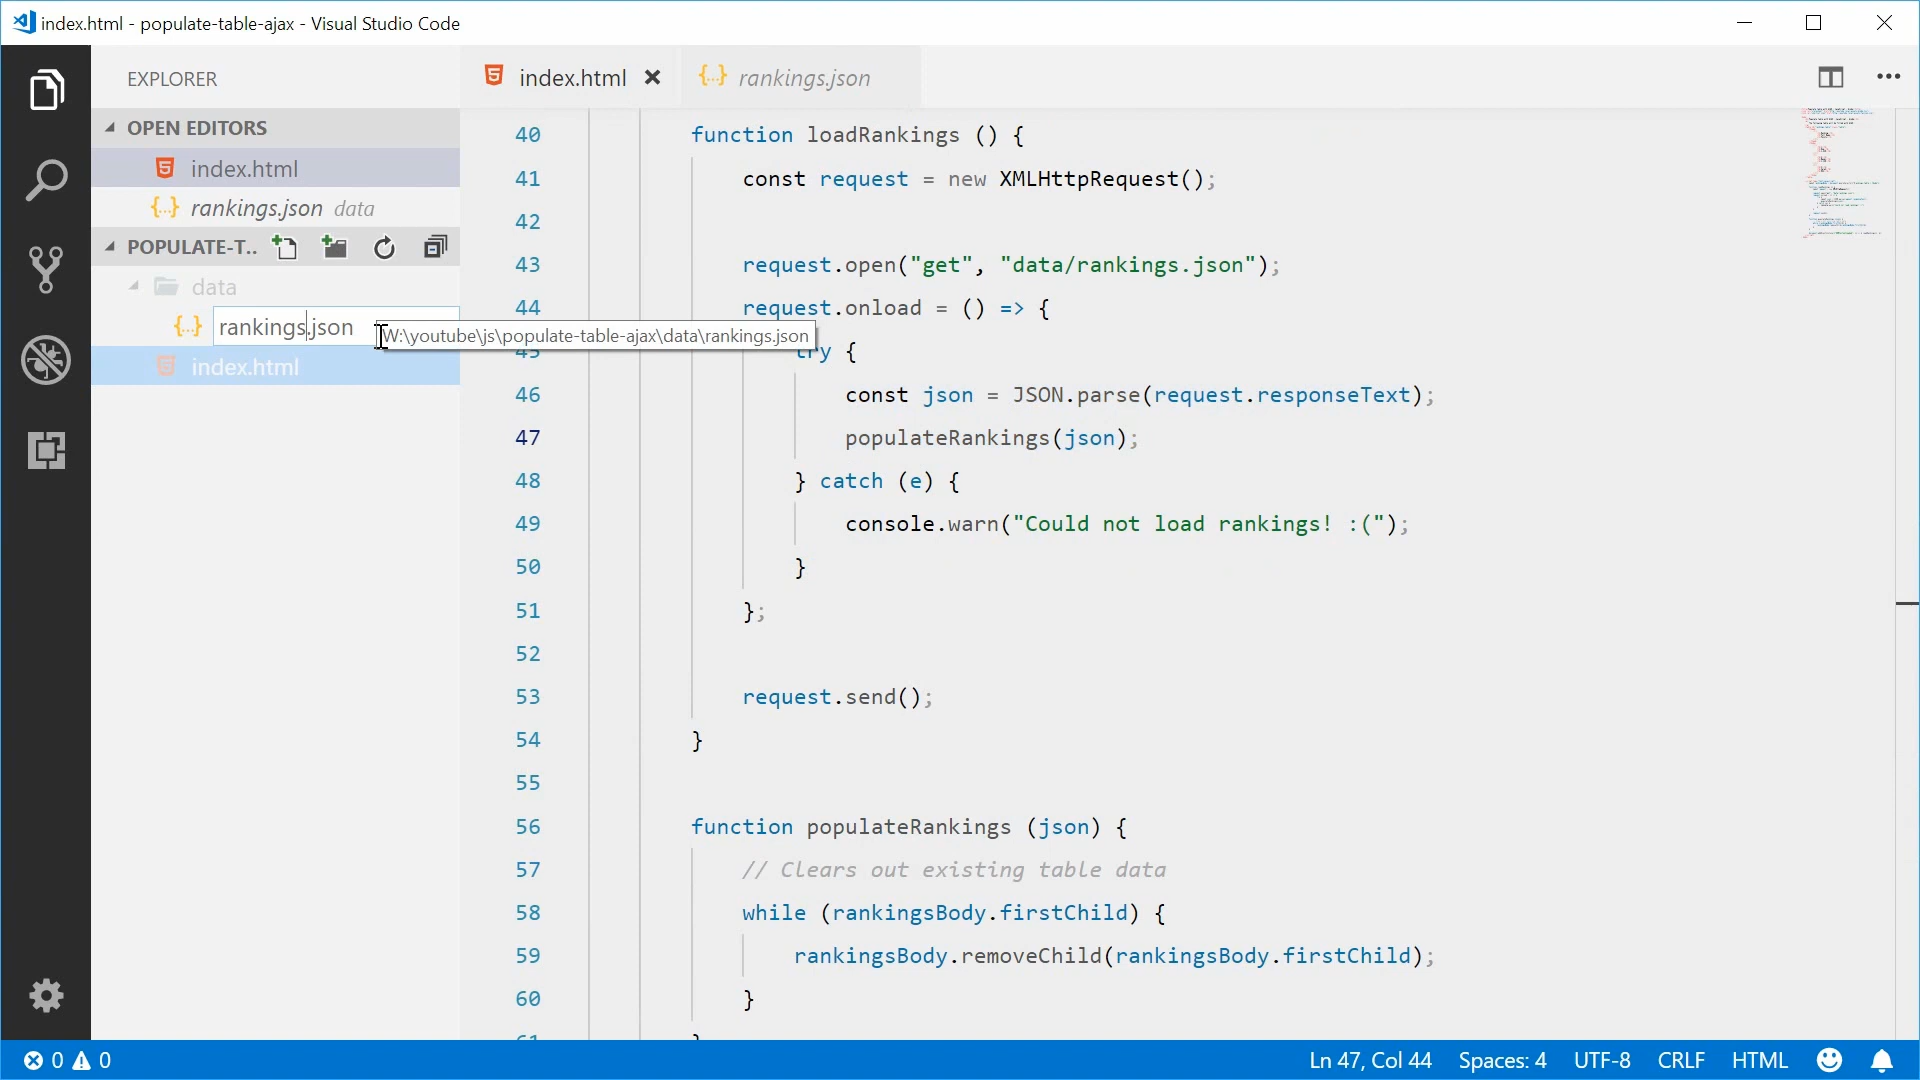 index.html - populate-table-ajax - Visual Studio Code
EXPLORER
OPEN EDITORS
index.html
rankings.json data
POPULATE-T..
data
rankings.json
index.html
W:\youtube\js\populate-table-ajax\data\rankings.json
index.html
rankings.json
40 function loadRankings () {
41 const request = new XMLHttpRequest();
42
43 request.open("get", "data/rankings.json");
44 request.onload = () => {
45 try {
46 const json = JSON.parse(request.responseText);
47 populateRankings(json);
48 } catch (e) {
49 console.warn("Could not load rankings! :(");
50 }
51 };
52
53 request.send();
54 }
55
56 function populateRankings (json) {
57 // Clears out existing table data
58 while (rankingsBody.firstChild) {
59 rankingsBody.removeChild(rankingsBody.firstChild);
60 }
0 0
Ln 47, Col 44 Spaces: 4 UTF-8 CRLF HTML